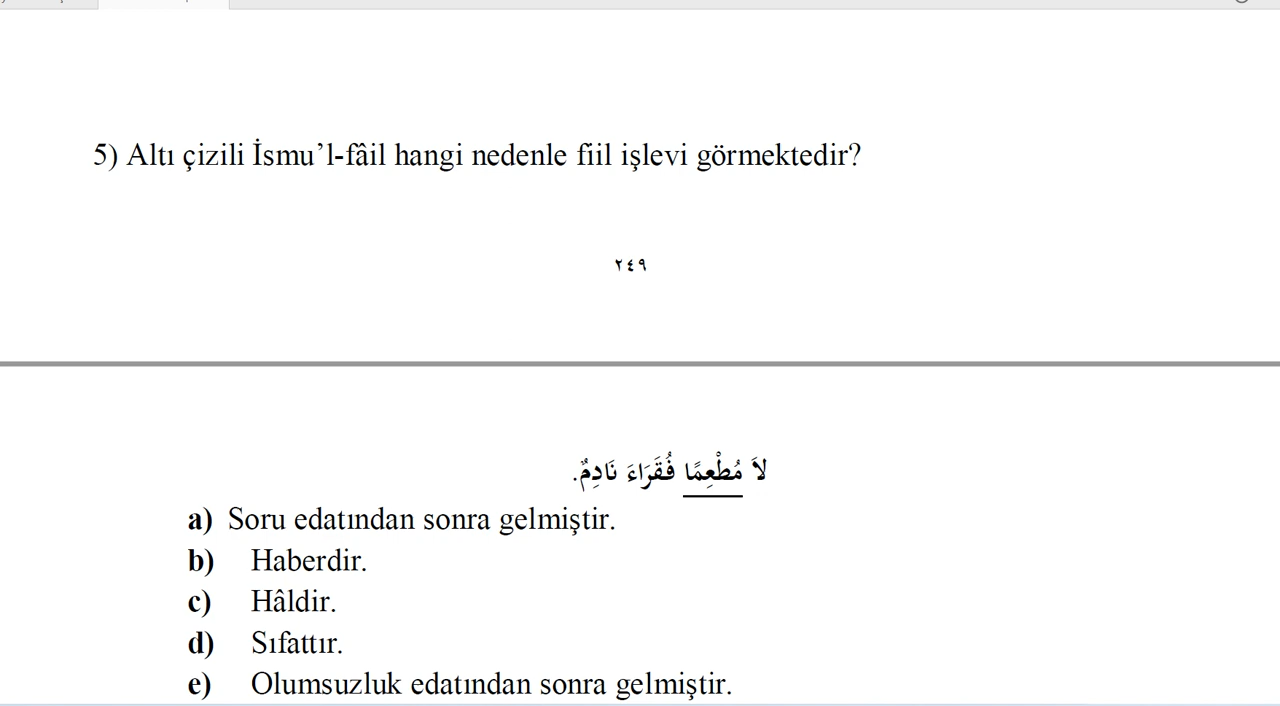 5) Altı çizili İsmu’l-fâil hangi nedenle fiil işlevi görmektedir?
٢٤٩
لاَ مُطْعِمًا فُقَرَاءَ نَادِمٌ.
a) Soru edatından sonra gelmiştir.
b) Haberdir.
c) Hâldir.
d) Sıfattır.
e) Olumsuzluk edatından sonra gelmiştir.